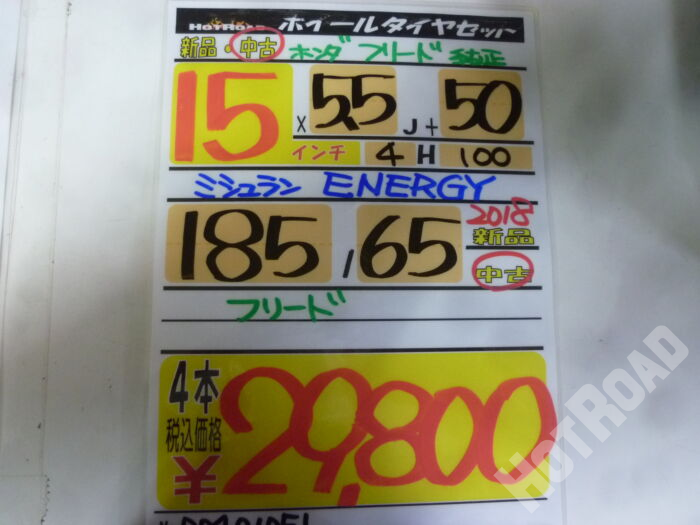 HOTROAD ホイールタイヤセット
新品・中古 ホンダ フリード 純正
15 × 5.5 J + 50
インチ 4 H 100
ミシュラン ENERGY
185 / 65 2018
新品
中古
フリード
4本
税込価格
¥29,800
HOTROAD